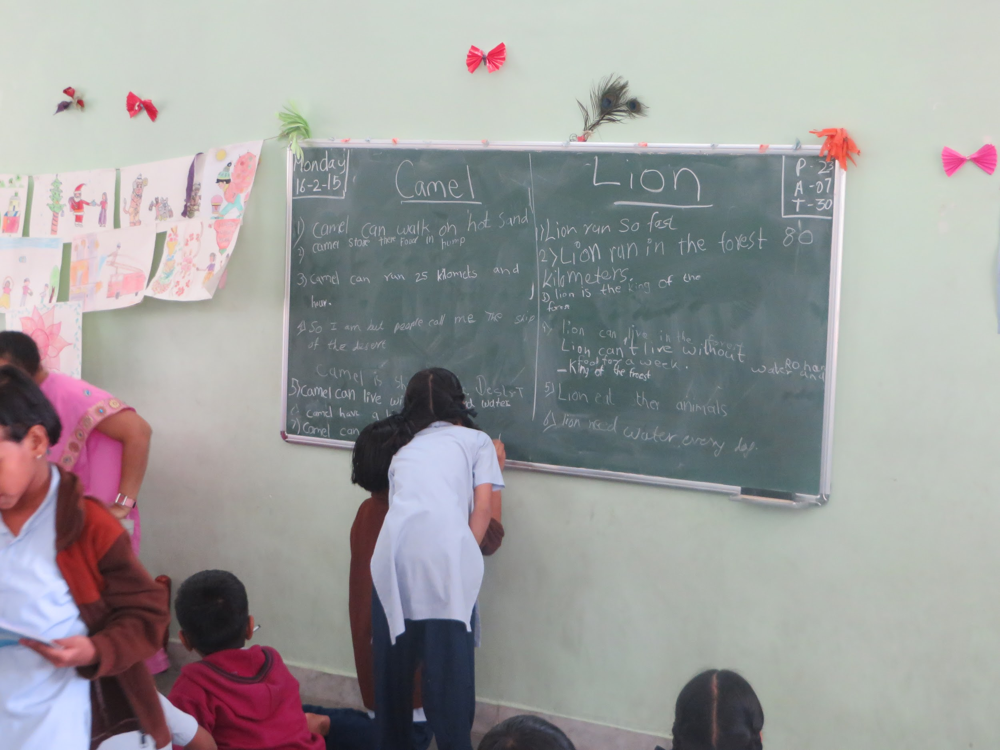 Monday
16-2-15
Camel
1) Camel can walk on hot sand
2) camel store there Food in hump
3) Camel can run 25 kilomets and
hour.
4) So I am but people call me The ship
of the desert
Camel is Desert
5) Camel can live water
camel have a
7) Camel can
Lion
P - 23
A - 07
T - 30
1) Lion run So fast
2) Lion run in the forest 80
kilometers.
3) lion is the king of the
forest
4) lion can live in the forest
Lion can't live without
water and
food for a week.
Rohan
- King of the froest
5) Lion eat ther animals
6) lion need water every day.